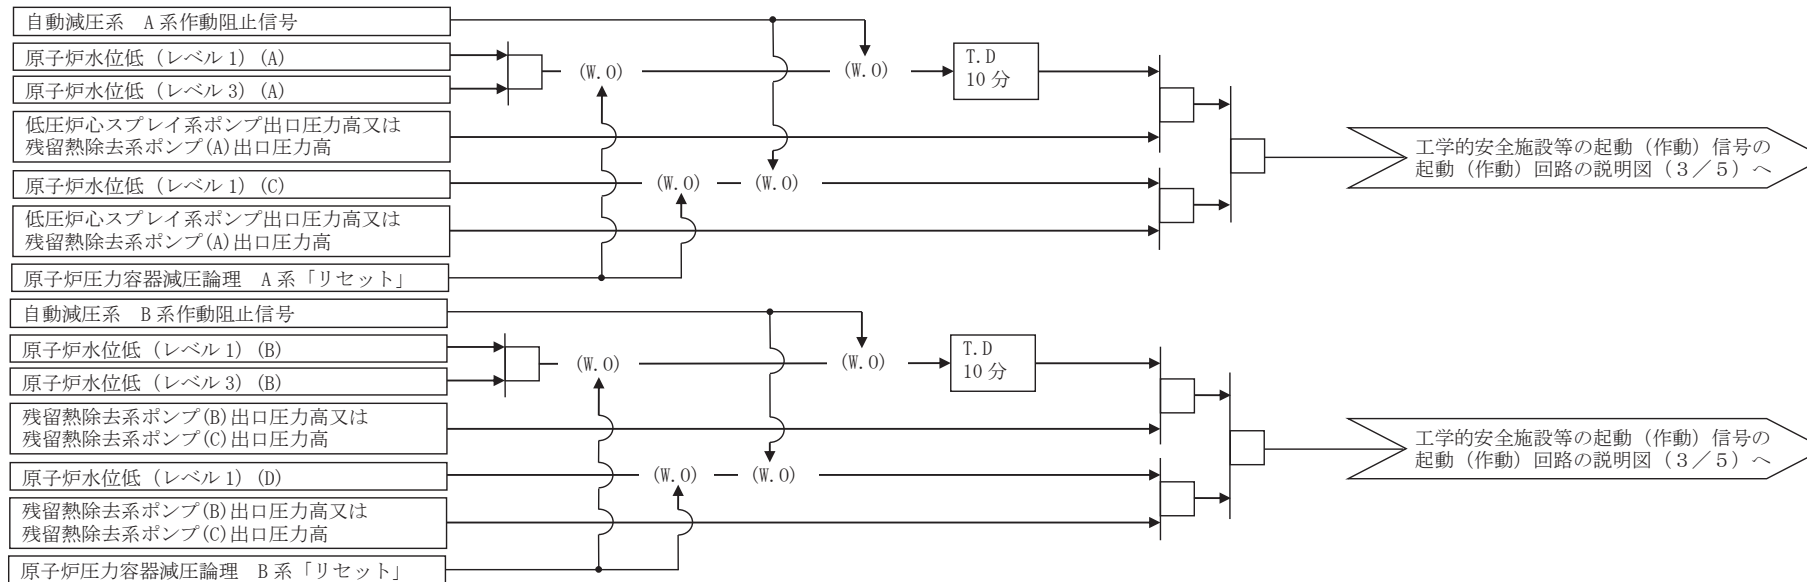 自動減圧系　A系作動阻止信号
原子炉水位低（レベル1）(A)
原子炉水位低（レベル3）(A)
(W.O)
(W.O)
T.D
10分
低圧炉心スプレイ系ポンプ出口圧力高又は
残留熱除去系ポンプ(A)出口圧力高
工学的安全施設等の起動（作動）信号の
起動（作動）回路の説明図（３／５）へ
原子炉水位低（レベル1）(C)
(W.O)
(W.O)
低圧炉心スプレイ系ポンプ出口圧力高又は
残留熱除去系ポンプ(A)出口圧力高
原子炉圧力容器減圧論理　A系「リセット」
自動減圧系　B系作動阻止信号
原子炉水位低（レベル1）(B)
原子炉水位低（レベル3）(B)
(W.O)
(W.O)
T.D
10分
残留熱除去系ポンプ(B)出口圧力高又は
残留熱除去系ポンプ(C)出口圧力高
工学的安全施設等の起動（作動）信号の
起動（作動）回路の説明図（３／５）へ
原子炉水位低（レベル1）(D)
(W.O)
(W.O)
残留熱除去系ポンプ(B)出口圧力高又は
残留熱除去系ポンプ(C)出口圧力高
原子炉圧力容器減圧論理　B系「リセット」